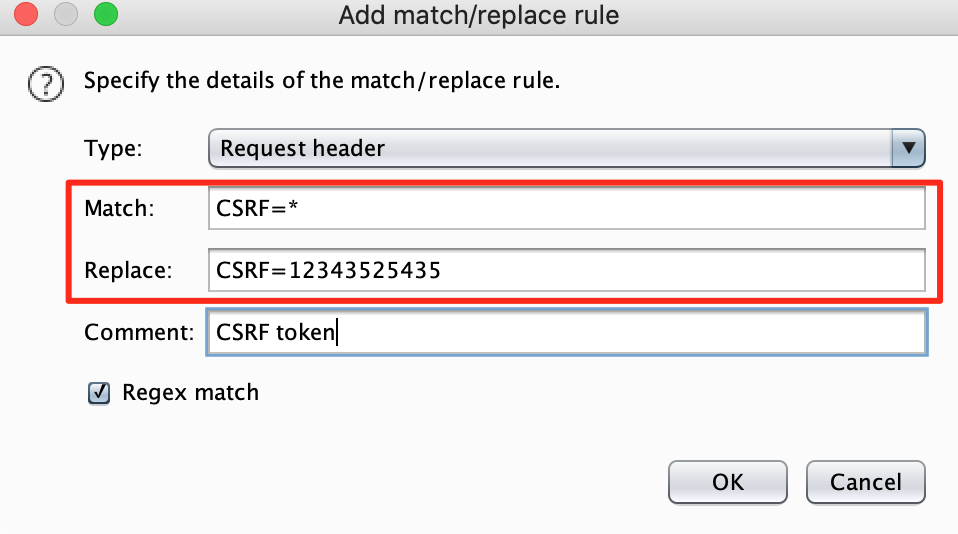 Add match/replace rule
? Specify the details of the match/replace rule.
Type: Request header
Match: CSRF=*
Replace: CSRF=12343525435
Comment: CSRF token
Regex match
OK Cancel